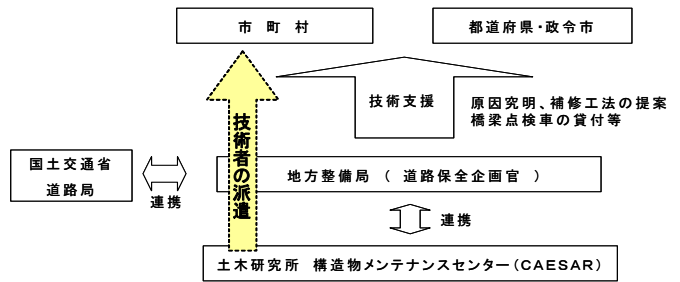 市 町 村
都道府県・政令市
技術支援
原因究明、補修工法の提案
橋梁点検車の貸付等
技術者の派遣
国土交通省
道路局
連携
地方整備局 （ 道路保全企画官 ）
連携
土木研究所 構造物メンテナンスセンター（CAESAR）